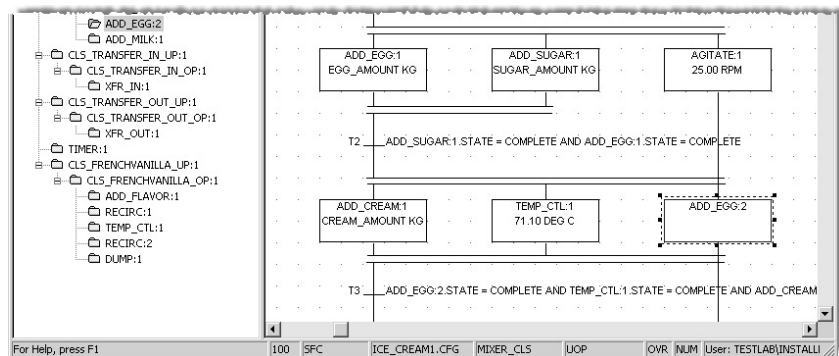 ADD_EGG:2
ADD_MILK:1
CLS_TRANSFER_IN_UP:1
CLS_TRANSFER_IN_OP:1
XFR_IN:1
CLS_TRANSFER_OUT_UP:1
CLS_TRANSFER_OUT_OP:1
XFR_OUT:1
TIMER:1
CLS_FRENCHVANILLA_UP:1
CLS_FRENCHVANILLA_OP:1
ADD_FLAVOR:1
RECIRC:1
TEMP_CTL:1
RECIRC:2
DUMP:1
ADD_EGG:1
EGG_AMOUNT KG
ADD_SUGAR:1
SUGAR_AMOUNT KG
AGITATE:1
25.00 RPM
T2 ADD_SUGAR:1.STATE = COMPLETE AND ADD_EGG:1.STATE = COMPLETE
ADD_CREAM:1
CREAM_AMOUNT KG
TEMP_CTL:1
71.10 DEG C
ADD_EGG:2
T3 ADD_EGG:2.STATE = COMPLETE AND TEMP_CTL:1.STATE = COMPLETE AND ADD_CREAM
For Help, press F1 100 SFC ICE_CREAM1.CFG MIXER_CLS UOP OVR NUM User: TESTLAB\INSTALL